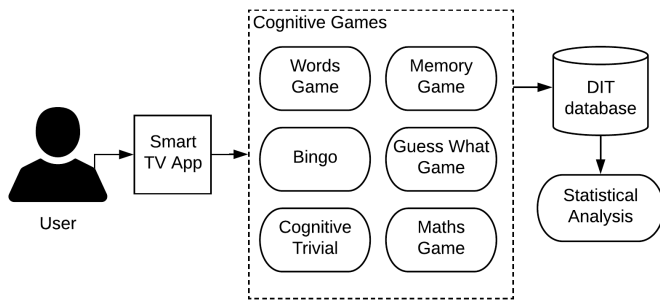 Cognitive Games
Words
Game
Memory
Game
DIT
database
Smart
TV App
Bingo
Guess What
Game
Statistical
Analysis
User
Cognitive
Trivial
Maths
Game